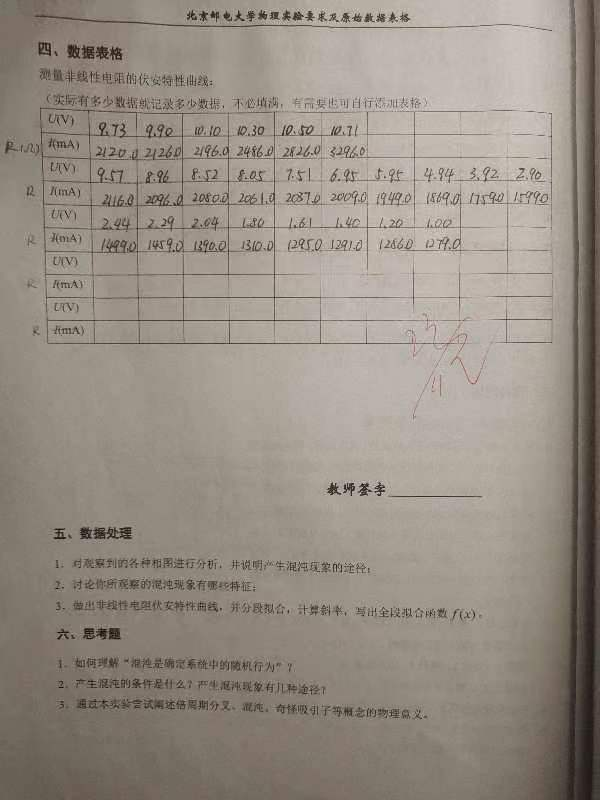 北京邮电大学物理实验要求及原始数据表格
四、数据表格
测量非线性电阻的伏安特性曲线:
(实际有多少数据就记录多少数据,不必填满,有需要也可自行添加表格)
U(V) 9.73 9.90 10.10 10.30 10.50 10.71
R(Ω) I(mA) 2120.0 2126.0 2196.0 2486.0 2826.0 3296.0
U(V) 9.57 8.96 8.52 8.05 7.51 6.95 5.95 4.94 3.92 2.90
R I(mA) 2116.0 2096.0 2080.0 2061.0 2037.0 2009.0 1949.0 1869.0 1759.0 1599.0
U(V) 2.44 2.29 2.04 1.80 1.61 1.40 1.20 1.00
R I(mA) 1499.0 1459.0 1390.0 1310.0 1295.0 1291.0 1286.0 1279.0
U(V)
R I(mA)
U(V)
R I(mA)
教师签字
五、数据处理
1. 对观察到的各种相图进行分析,并说明产生混沌现象的途径;
2. 讨论你所观察的混沌现象有哪些特征;
3. 做出非线性电阻伏安特性曲线,并分段拟合,计算斜率,写出全段拟合函数 f(x)。
六、思考题
1. 如何理解“混沌是确定系统中的随机行为”?
2. 产生混沌的条件是什么?产生混沌现象有几种途径?
3. 通过本实验尝试阐述倍周期分叉、混沌、奇怪吸引子等概念的物理意义。